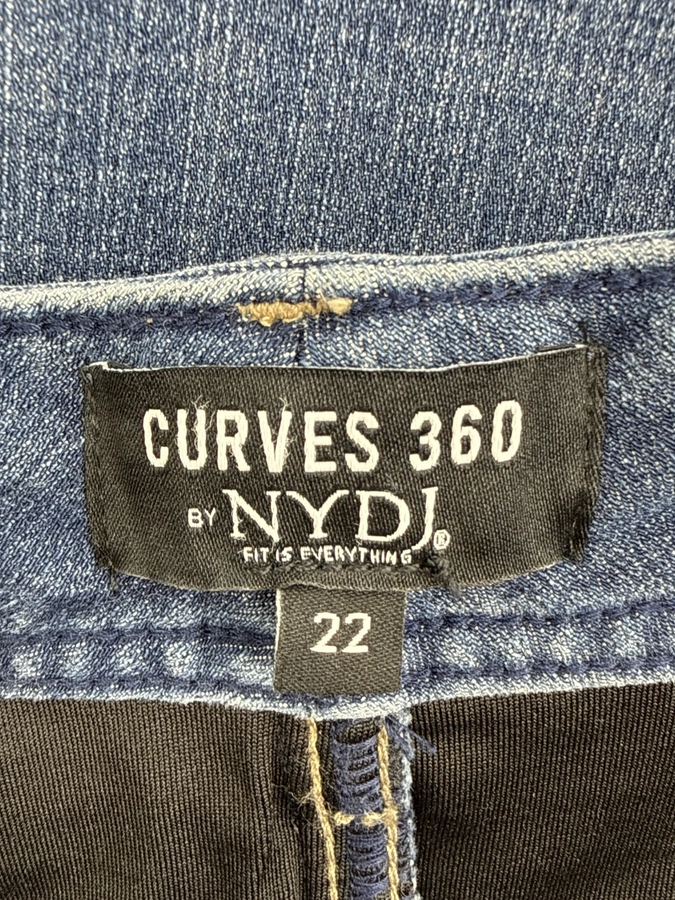 CURVES 360
BY NYDJ®
FIT IS EVERYTHING
22